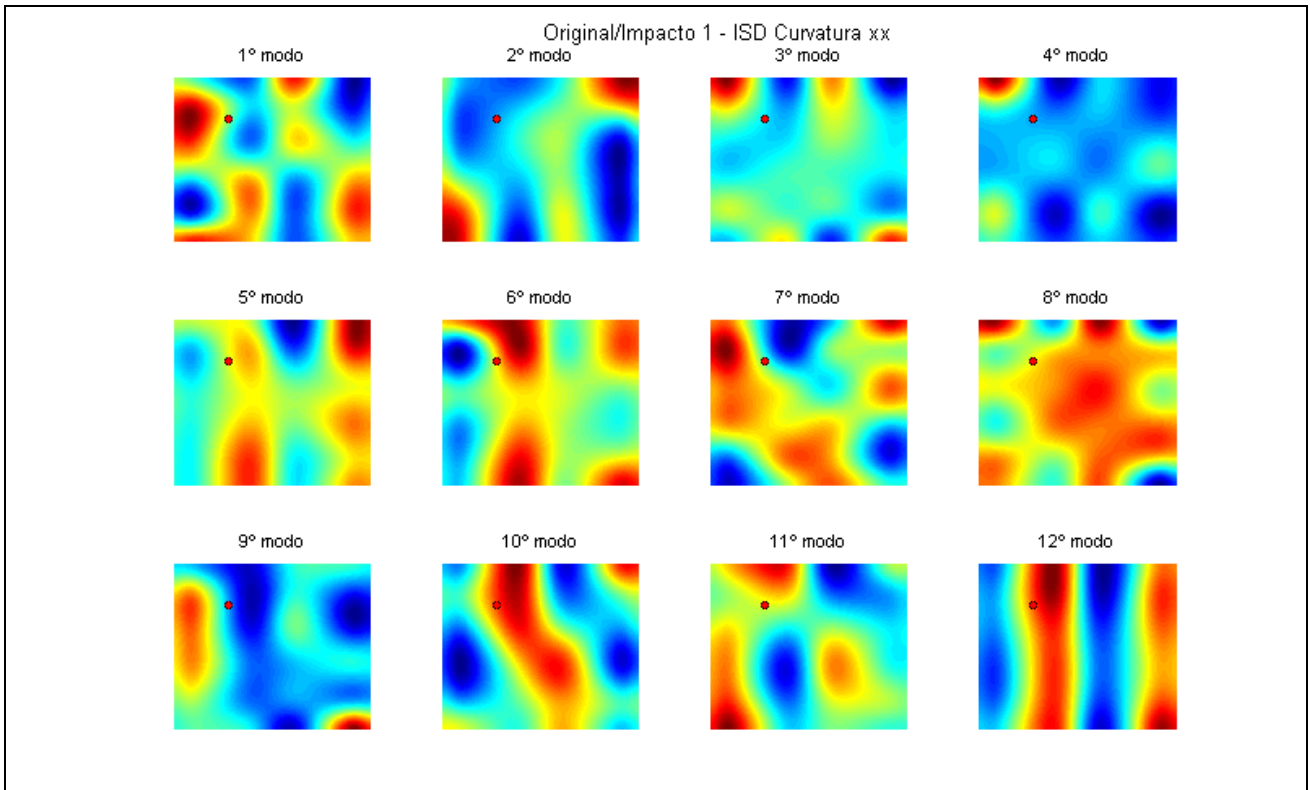 Original/Impacto 1 - ISD Curvatura xx
1º modo
2º modo
3º modo
4º modo
5º modo
6º modo
7º modo
8º modo
9º modo
10º modo
11º modo
12º modo